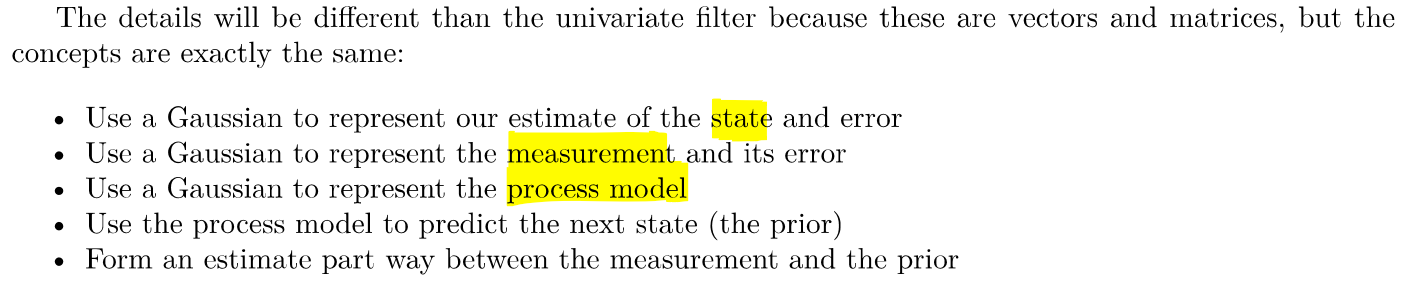 The details will be different than the univariate filter because these are vectors and matrices, but the
concepts are exactly the same:
• Use a Gaussian to represent our estimate of the state and error
• Use a Gaussian to represent the measurement and its error
• Use a Gaussian to represent the process model
• Use the process model to predict the next state (the prior)
• Form an estimate part way between the measurement and the prior